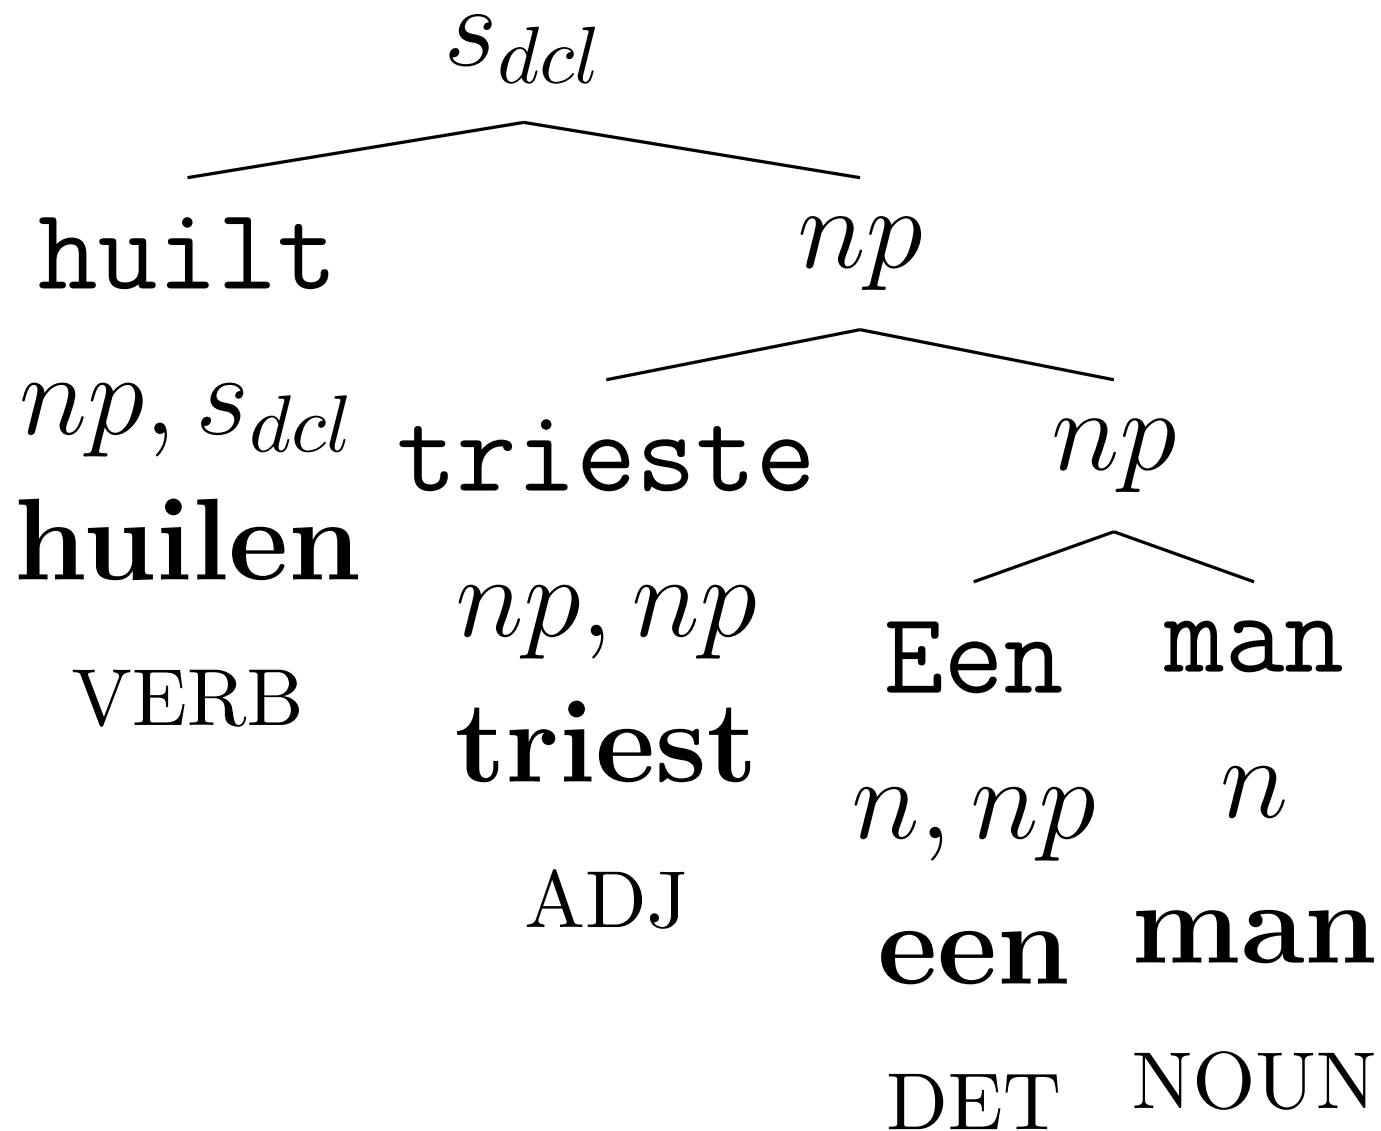 s_dcl
huilt
np, s_dcl
huilen
VERB
np
trieste
np, np
triest
ADJ
np
Een
n, np
een
DET
man
n
man
NOUN